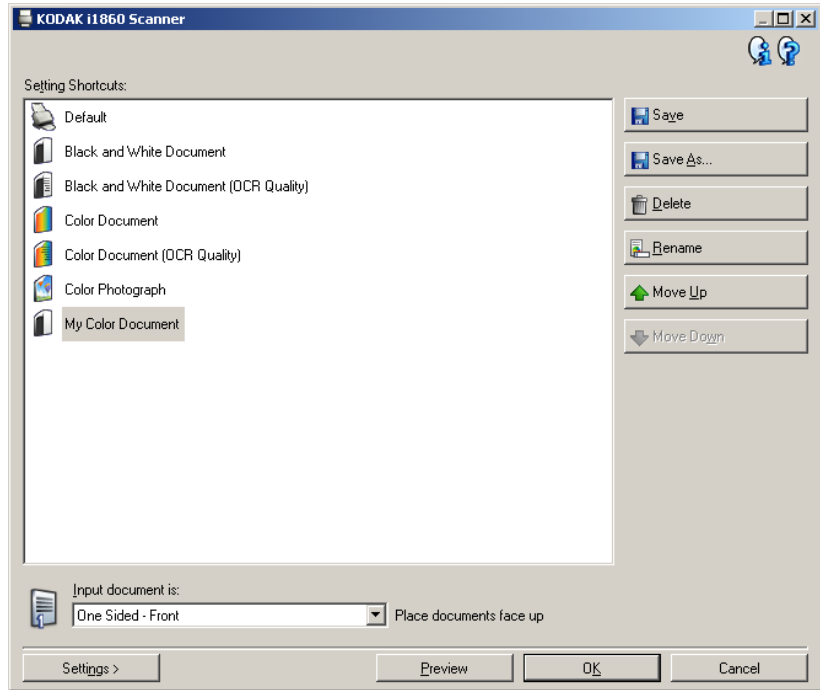 KODAK i1860 Scanner
Setting Shortcuts:
Default
Black and White Document
Black and White Document (OCR Quality)
Color Document
Color Document (OCR Quality)
Color Photograph
My Color Document
Save
Save As...
Delete
Rename
Move Up
Move Down
Input document is:
One Sided - Front
Place documents face up
Settings >
Preview
OK
Cancel